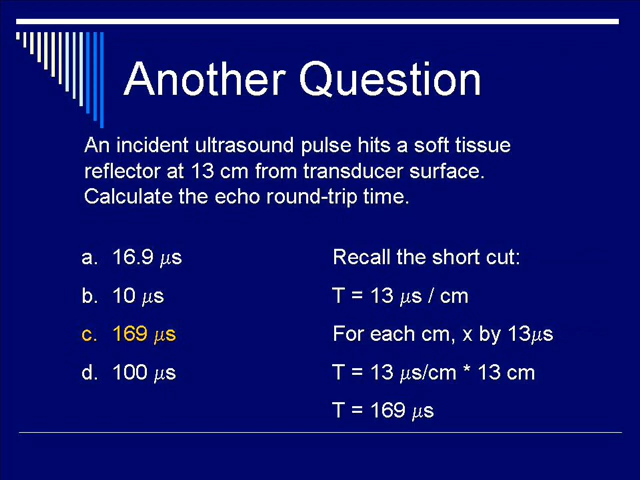 Another Question
An incident ultrasound pulse hits a soft tissue
reflector at 13 cm from transducer surface.
Calculate the echo round-trip time.
a. 16.9 μs
b. 10 μs
c. 169 μs
d. 100 μs
Recall the short cut:
T = 13 μs / cm
For each cm, x by 13μs
T = 13 μs/cm * 13 cm
T = 169 μs